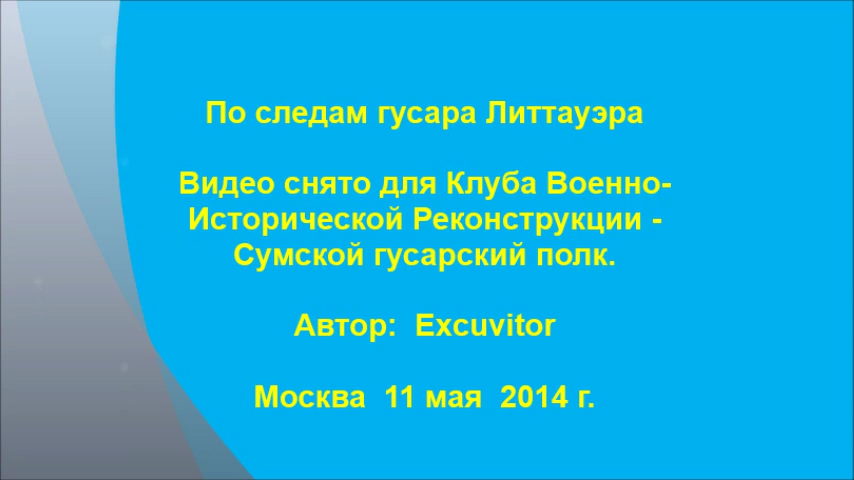 По следам гусара Литтауэра
Видео снято для Клуба Военно-
Исторической Реконструкции -
Сумской гусарский полк.
Автор:  Excuvitor
Москва  11 мая  2014 г.